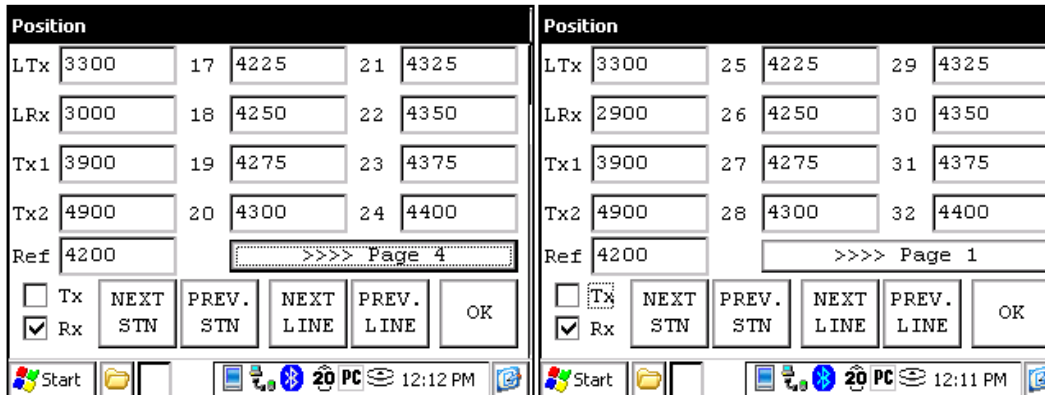 Position
LTx 3300 17 4225 21 4325
LRx 3000 18 4250 22 4350
Tx1 3900 19 4275 23 4375
Tx2 4900 20 4300 24 4400
Ref 4200 >>>> Page 4
Tx
Rx
NEXT STN
PREV. STN
NEXT LINE
PREV. LINE
OK
Start 20 PC 12:12 PM
Position
LTx 3300 25 4225 29 4325
LRx 2900 26 4250 30 4350
Tx1 3900 27 4275 31 4375
Tx2 4900 28 4300 32 4400
Ref 4200 >>>> Page 1
Tx
Rx
NEXT STN
PREV. STN
NEXT LINE
PREV. LINE
OK
Start 20 PC 12:11 PM